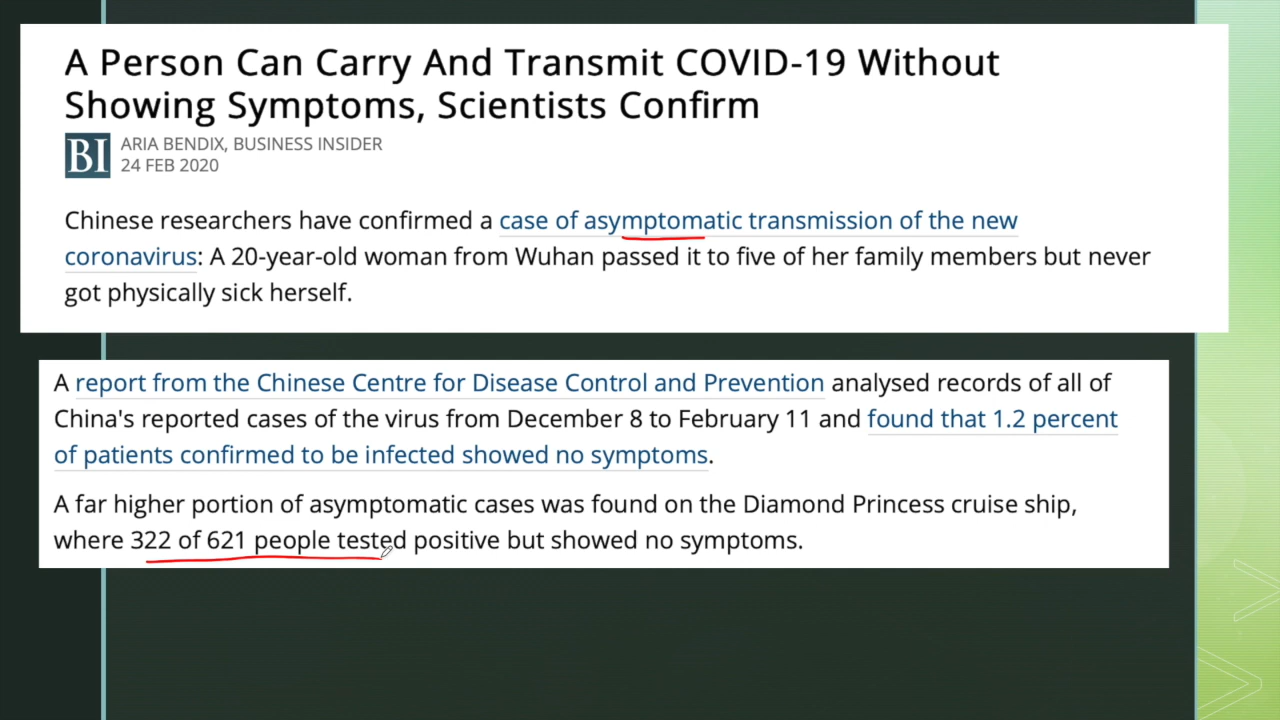 A Person Can Carry And Transmit COVID-19 Without
Showing Symptoms, Scientists Confirm
BI
ARIA BENDIX, BUSINESS INSIDER
24 FEB 2020
Chinese researchers have confirmed a case of asymptomatic transmission of the new
coronavirus: A 20-year-old woman from Wuhan passed it to five of her family members but never
got physically sick herself.
A report from the Chinese Centre for Disease Control and Prevention analysed records of all of
China's reported cases of the virus from December 8 to February 11 and found that 1.2 percent
of patients confirmed to be infected showed no symptoms.
A far higher portion of asymptomatic cases was found on the Diamond Princess cruise ship,
where 322 of 621 people tested positive but showed no symptoms.